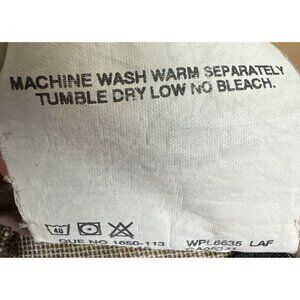 MACHINE WASH WARM SEPARATELY
TUMBLE DRY LOW NO BLEACH.
40
QUE NO 1650-113 WPL6635 LAF